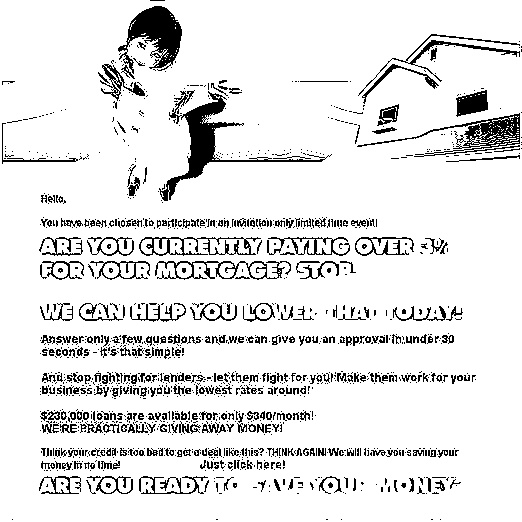 Hello,
You have been chosen to participate in an invitation only limited time event!
ARE YOU CURRENTLY PAYING OVER 3%
FOR YOUR MORTGAGE? STOP
WE CAN HELP YOU LOWER THAT TODAY!
Answer only a few questions and we can give you an approval in under 30
seconds - it's that simple!
And stop fighting for lenders - let them fight for you! Make them work for your
business by giving you the lowest rates around!
$230,000 loans are available for only $340/month!
WE'RE PRACTICALLY GIVING AWAY MONEY!
Think your credit is too bad to get a deal like this? THINK AGAIN! We will have you saving your
money in no time! Just click here!
ARE YOU READY TO SAVE YOUR MONEY?